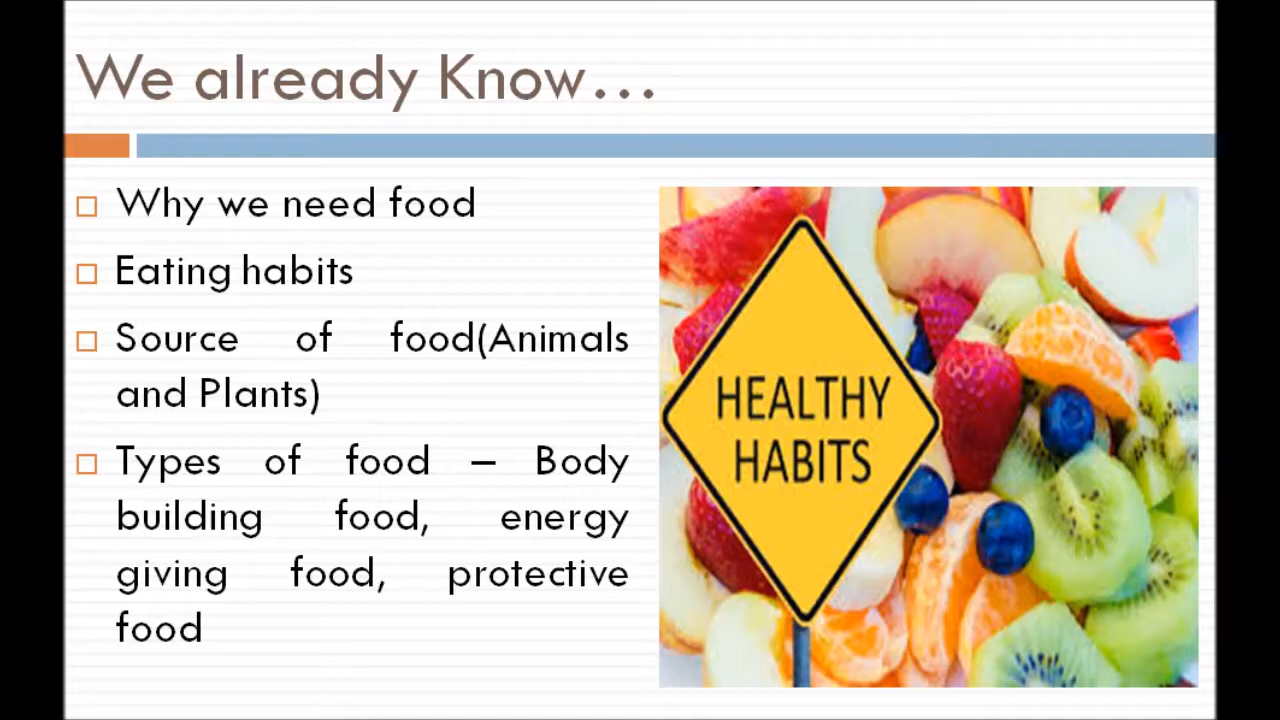 We already Know...
Why we need food
Eating habits
Source of food(Animals
and Plants)
Types of food – Body
building food, energy
giving food, protective
food
HEALTHY
HABITS